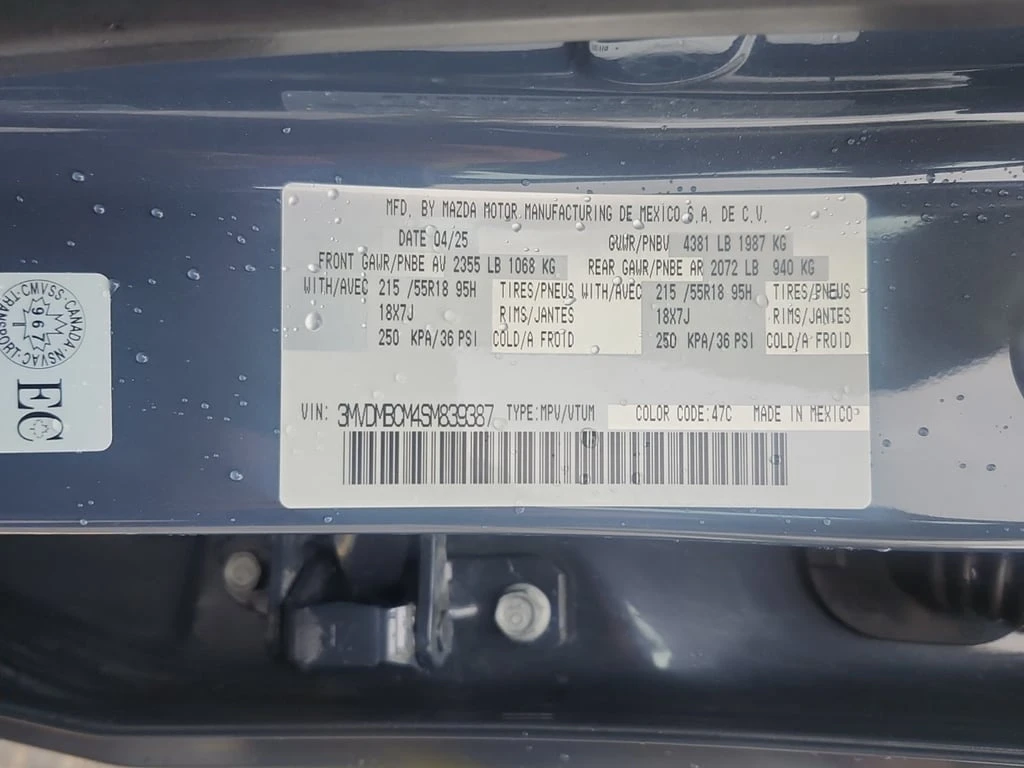 MFD. BY MAZDA MOTOR MANUFACTURING DE MEXICO S.A. DE C.V.
DATE 04/25 GVWR/PNBV 4381 LB 1987 KG
FRONT GAWR/PNBE AV 2355 LB 1068 KG REAR GAWR/PNBE AR 2072 LB 940 KG
WITH/AVEC 215 /55R18 95H TIRES/PNEUS WITH/AVEC 215 /55R18 95H TIRES/PNEUS
18X7J RIMS/JANTES 18X7J RIMS/JANTES
250 KPA/36 PSI COLD/A FROID 250 KPA/36 PSI COLD/A FROID
VIN: 3MVDMBCM4SM839387 TYPE:MPV/VTUM COLOR CODE:47C MADE IN MEXICO
CANADA
CMVSS
NSVAC
967
EC